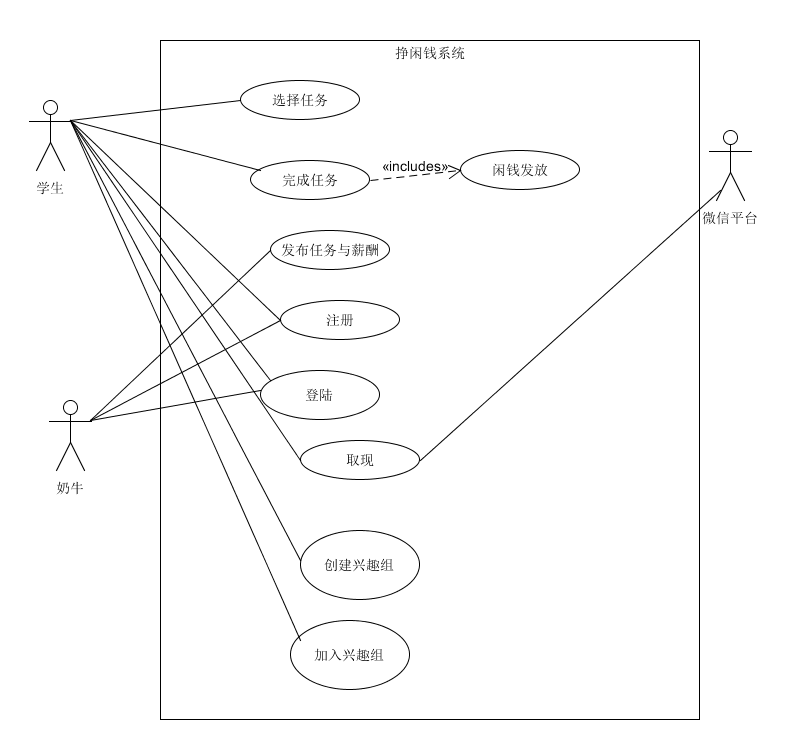 挣闲钱系统
选择任务
学生
完成任务
«includes»
闲钱发放
微信平台
发布任务与薪酬
注册
登陆
奶牛
取现
创建兴趣组
加入兴趣组